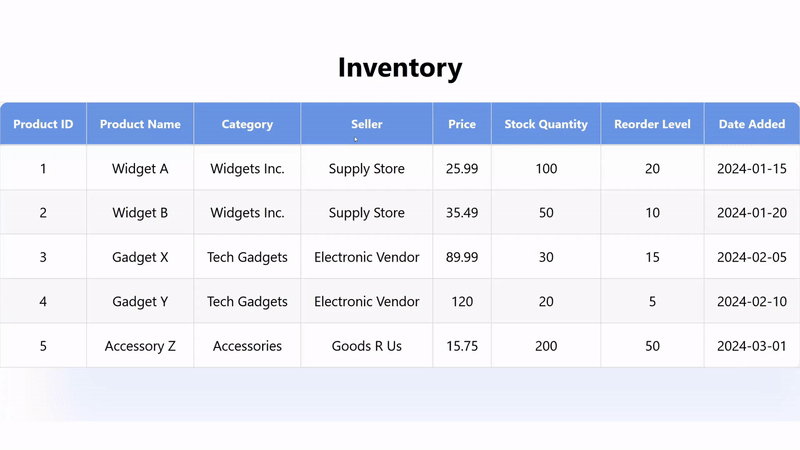 Inventory
Product ID Product Name Category Seller Price Stock Quantity Reorder Level Date Added
1 Widget A Widgets Inc. Supply Store 25.99 100 20 2024-01-15
2 Widget B Widgets Inc. Supply Store 35.49 50 10 2024-01-20
3 Gadget X Tech Gadgets Electronic Vendor 89.99 30 15 2024-02-05
4 Gadget Y Tech Gadgets Electronic Vendor 120 20 5 2024-02-10
5 Accessory Z Accessories Goods R Us 15.75 200 50 2024-03-01